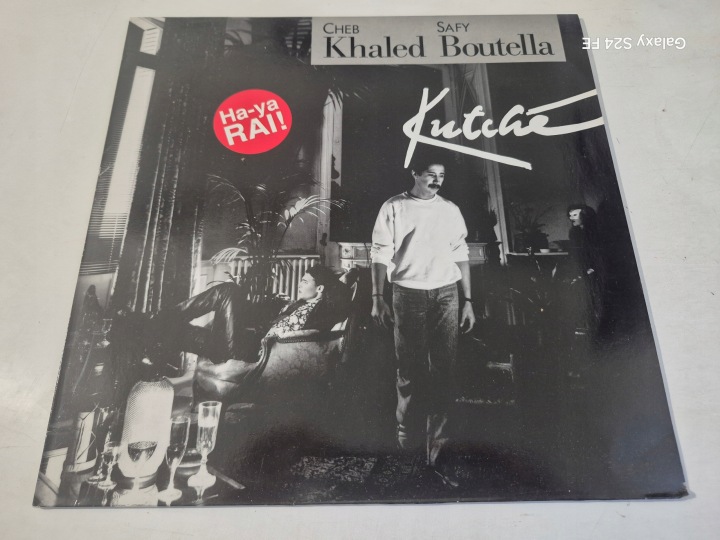 CHEB SAFY
Khaled Boutella
Kutché
Ha-ya
RAI!
Galaxy S24 FE